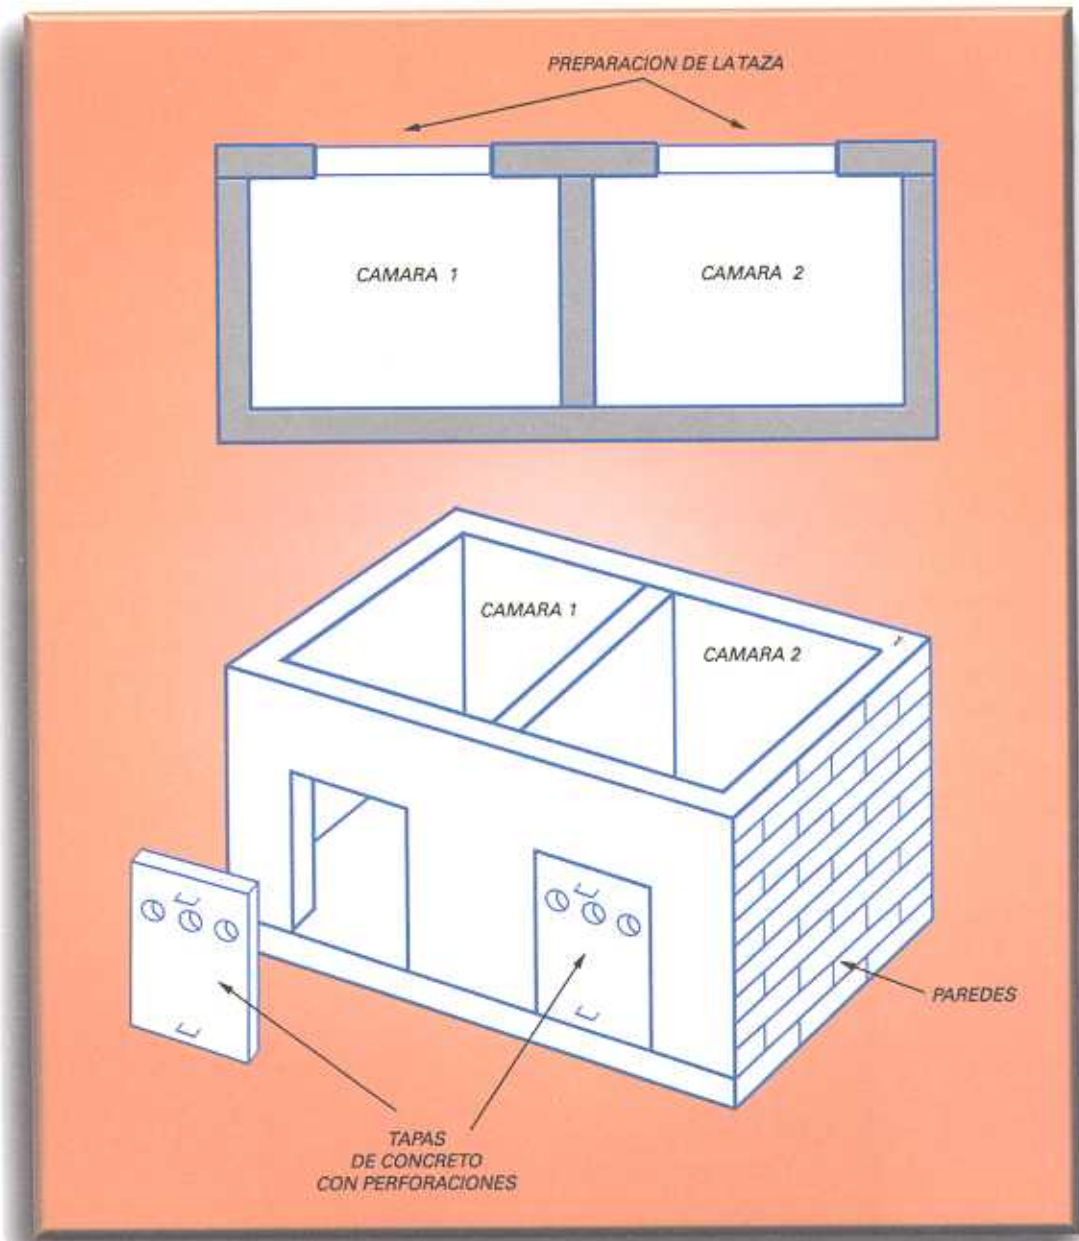 PREPARACION DE LA TAZA
CAMARA 1
CAMARA 2
CAMARA 1
CAMARA 2
PAREDES
TAPAS
DE CONCRETO
CON PERFORACIONES